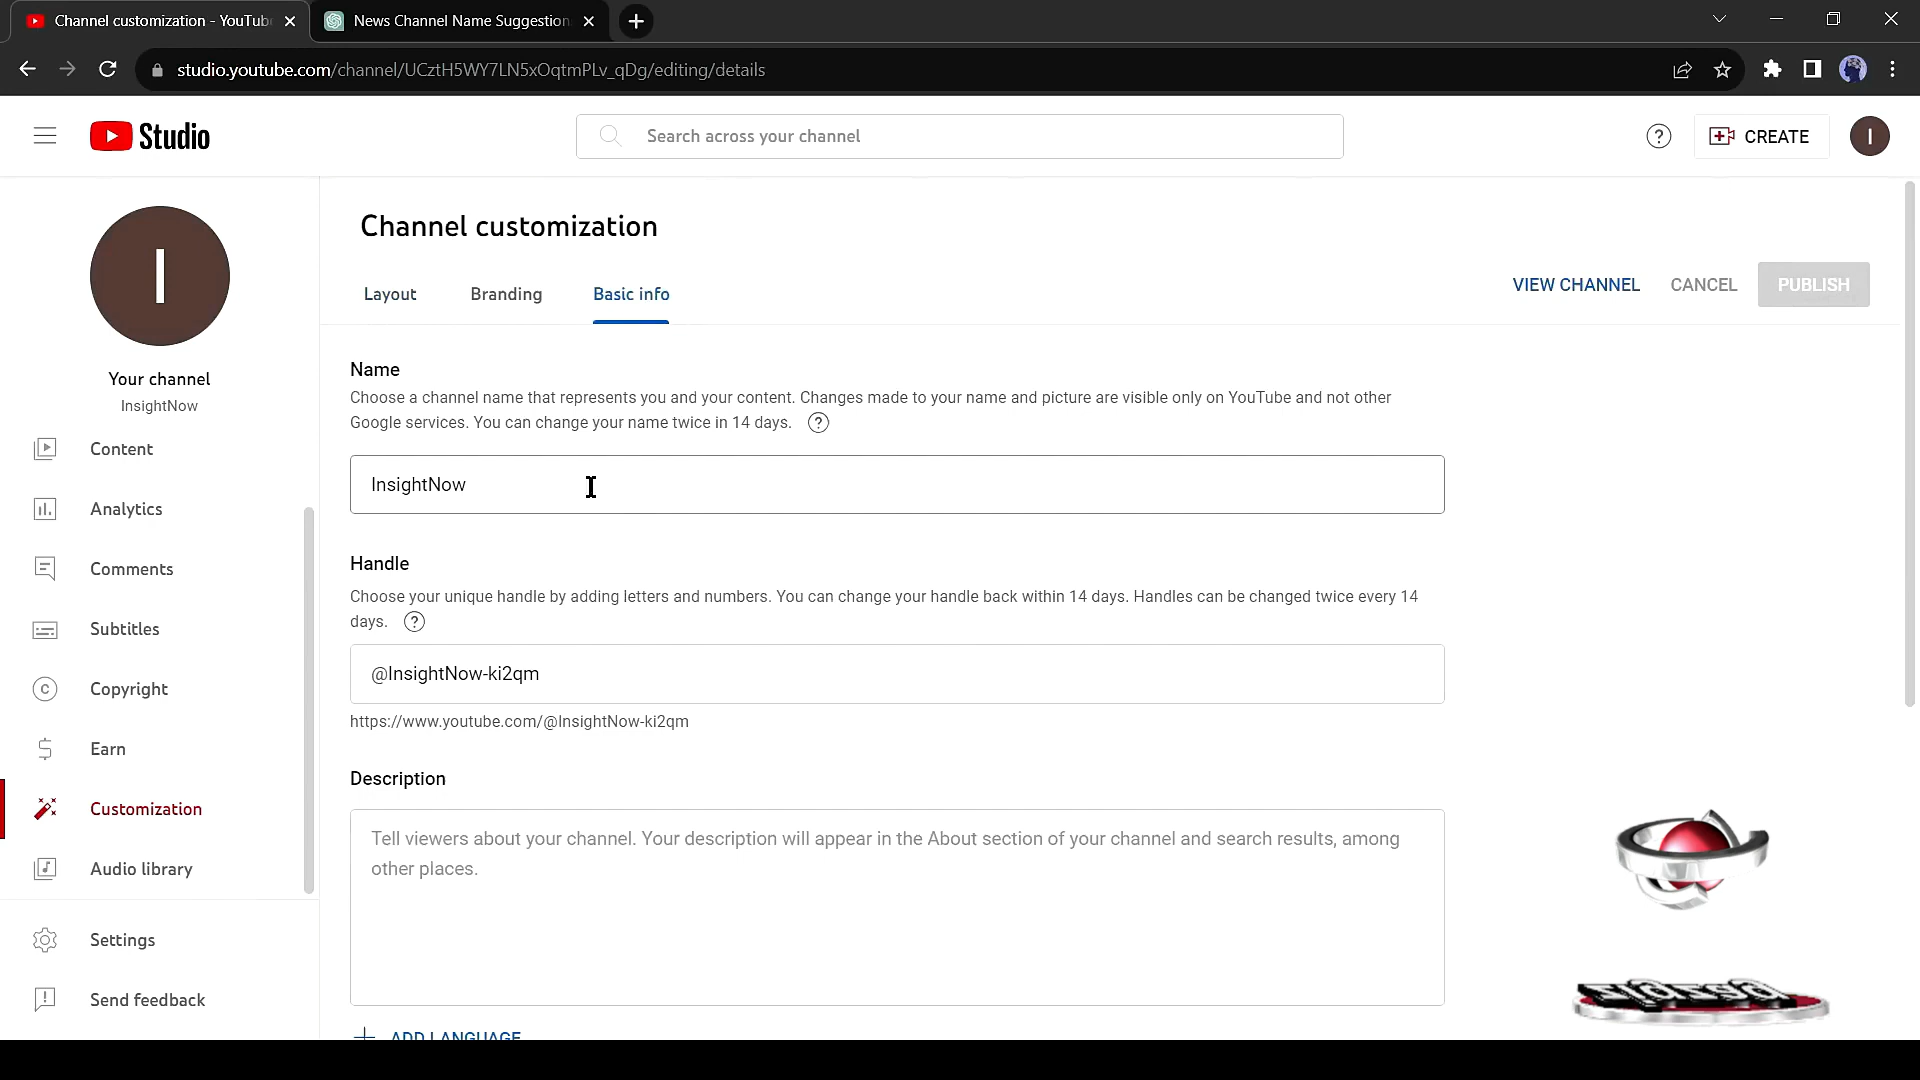 Channel customization - YouTub
News Channel Name Suggestion
studio.youtube.com/channel/UCztH5WY7LN5xOqtmPLv_qDg/editing/details
Studio
Search across your channel
CREATE
I
I
Your channel
InsightNow
Content
Analytics
Comments
Subtitles
Copyright
Earn
Customization
Audio library
Settings
Send feedback
Channel customization
Layout
Branding
Basic info
VIEW CHANNEL
CANCEL
PUBLISH
Name
Choose a channel name that represents you and your content. Changes made to your name and picture are visible only on YouTube and not other
Google services. You can change your name twice in 14 days.
InsightNow
Handle
Choose your unique handle by adding letters and numbers. You can change your handle back within 14 days. Handles can be changed twice every 14
days.
@InsightNow-ki2qm
https://www.youtube.com/@InsightNow-ki2qm
Description
Tell viewers about your channel. Your description will appear in the About section of your channel and search results, among
other places.
ADD LANGUAGE